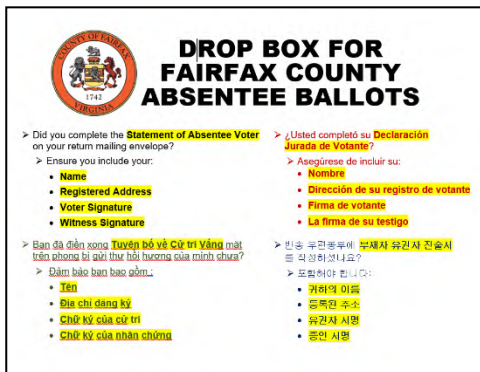 COUNTY OF FAIRFAX
1742
VIRGINIA
DROP BOX FOR
FAIRFAX COUNTY
ABSENTEE BALLOTS
➢ Did you complete the Statement of Absentee Voter
on your return mailing envelope?
➢ Ensure you include your:
• Name
• Registered Address
• Voter Signature
• Witness Signature
➢ ¿Usted completó su Declaración
Jurada de Votante?
➢ Asegúrese de incluir su:
• Nombre
• Dirección de su registro de votante
• Firma de votante
• La firma de su testigo
➢ Bạn đã điền xong Tuyên bố về Cử tri Vắng mặt
trên phong bì gửi thư hồi hương của mình chưa?
➢ Đảm bảo bạn bao gồm :
• Tên
• Địa chỉ đăng ký
• Chữ ký của cử tri
• Chữ ký của nhân chứng
➢ 반송 우편봉투에 부재자 유권자 진술서
를 작성하셨나요?
➢ 포함해야 합니다:
• 귀하의 이름
• 등록된 주소
• 유권자 서명
• 증인 서명